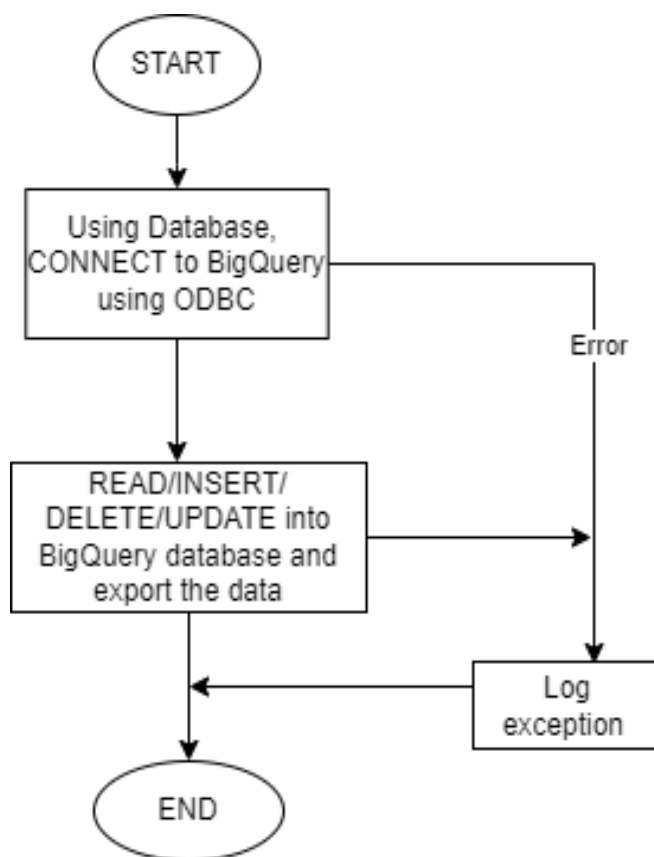 START
Using Database,
CONNECT to BigQuery
using ODBC
Error
READ/INSERT/
DELETE/UPDATE into
BigQuery database and
export the data
Log
exception
END